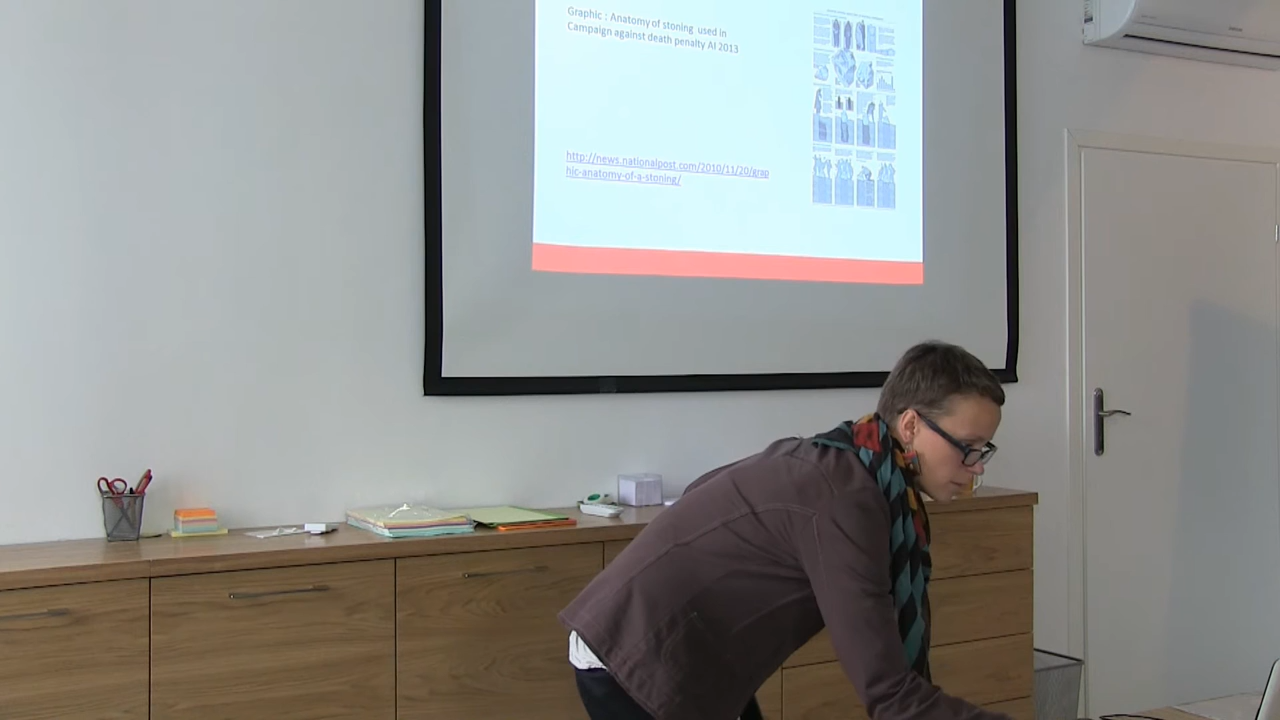 Graphic : Anatomy of stoning used in
Campaign against death penalty AI 2013
http://news.nationalpost.com/2010/11/20/grap
hic-anatomy-of-a-stoning/